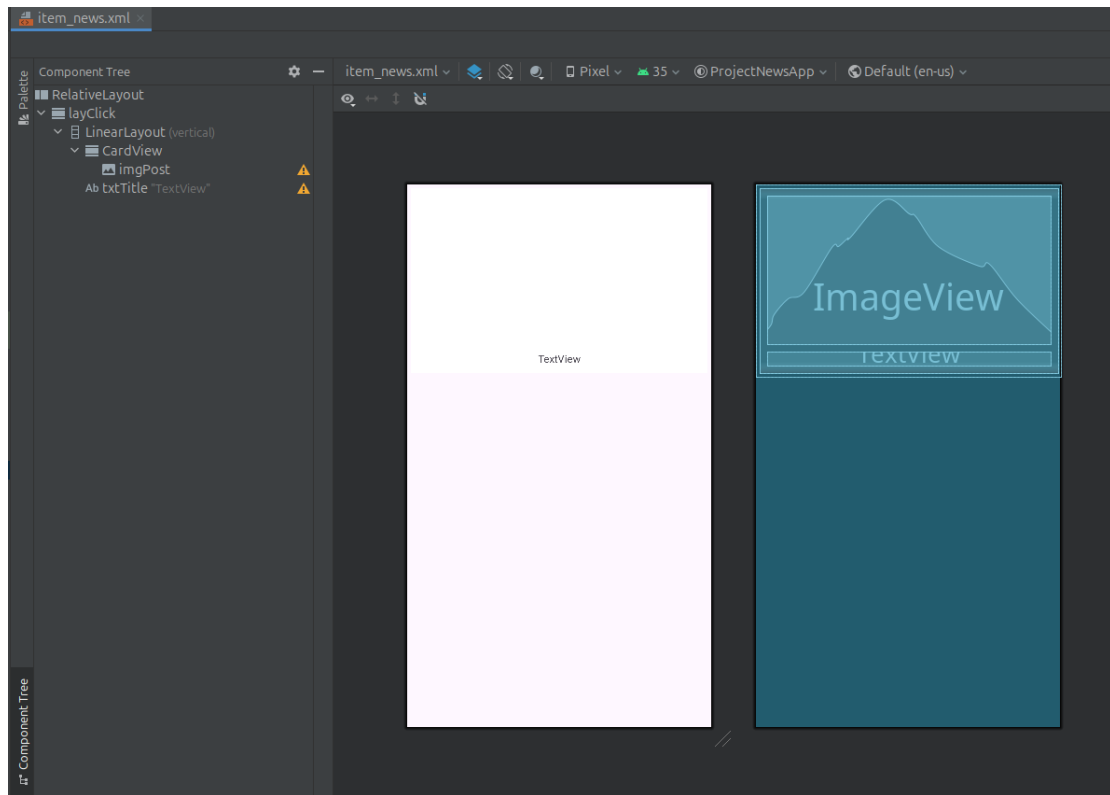 item_news.xml
Palette
Component Tree
item_news.xml
Pixel
35
ProjectNewsApp
Default (en-us)
RelativeLayout
layClick
LinearLayout (vertical)
CardView
imgPost
Ab txtTitle "TextView"
TextView
ImageView
TextView
Component Tree